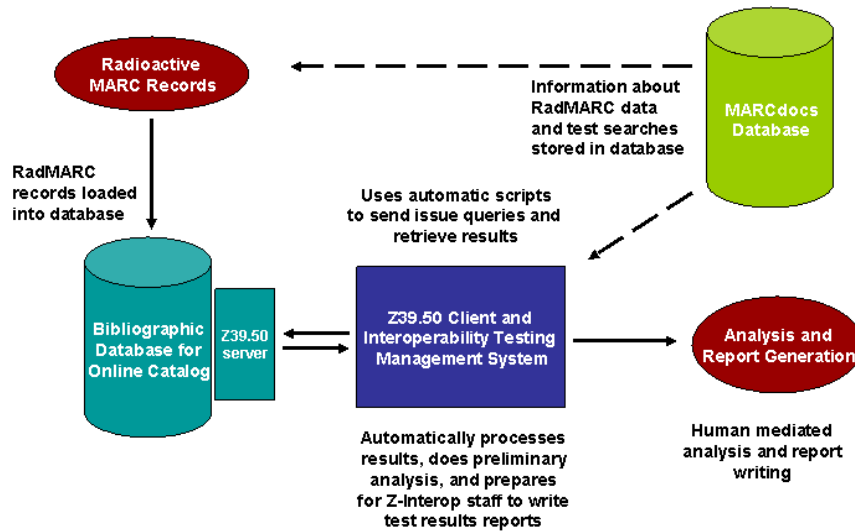 Radioactive
MARC Records
Information about
RadMARC data
and test searches
stored in database
MARCdocs
Database
RadMARC
records loaded
into database
Uses automatic scripts
to send issue queries and
retrieve results
Bibliographic
Database for
Online Catalog
Z39.50
server
Z39.50 Client and
Interoperability Testing
Management System
Analysis and
Report Generation
Automatically processes
results, does preliminary
analysis, and prepares
for Z-Interop staff to write
test results reports
Human mediated
analysis and report
writing